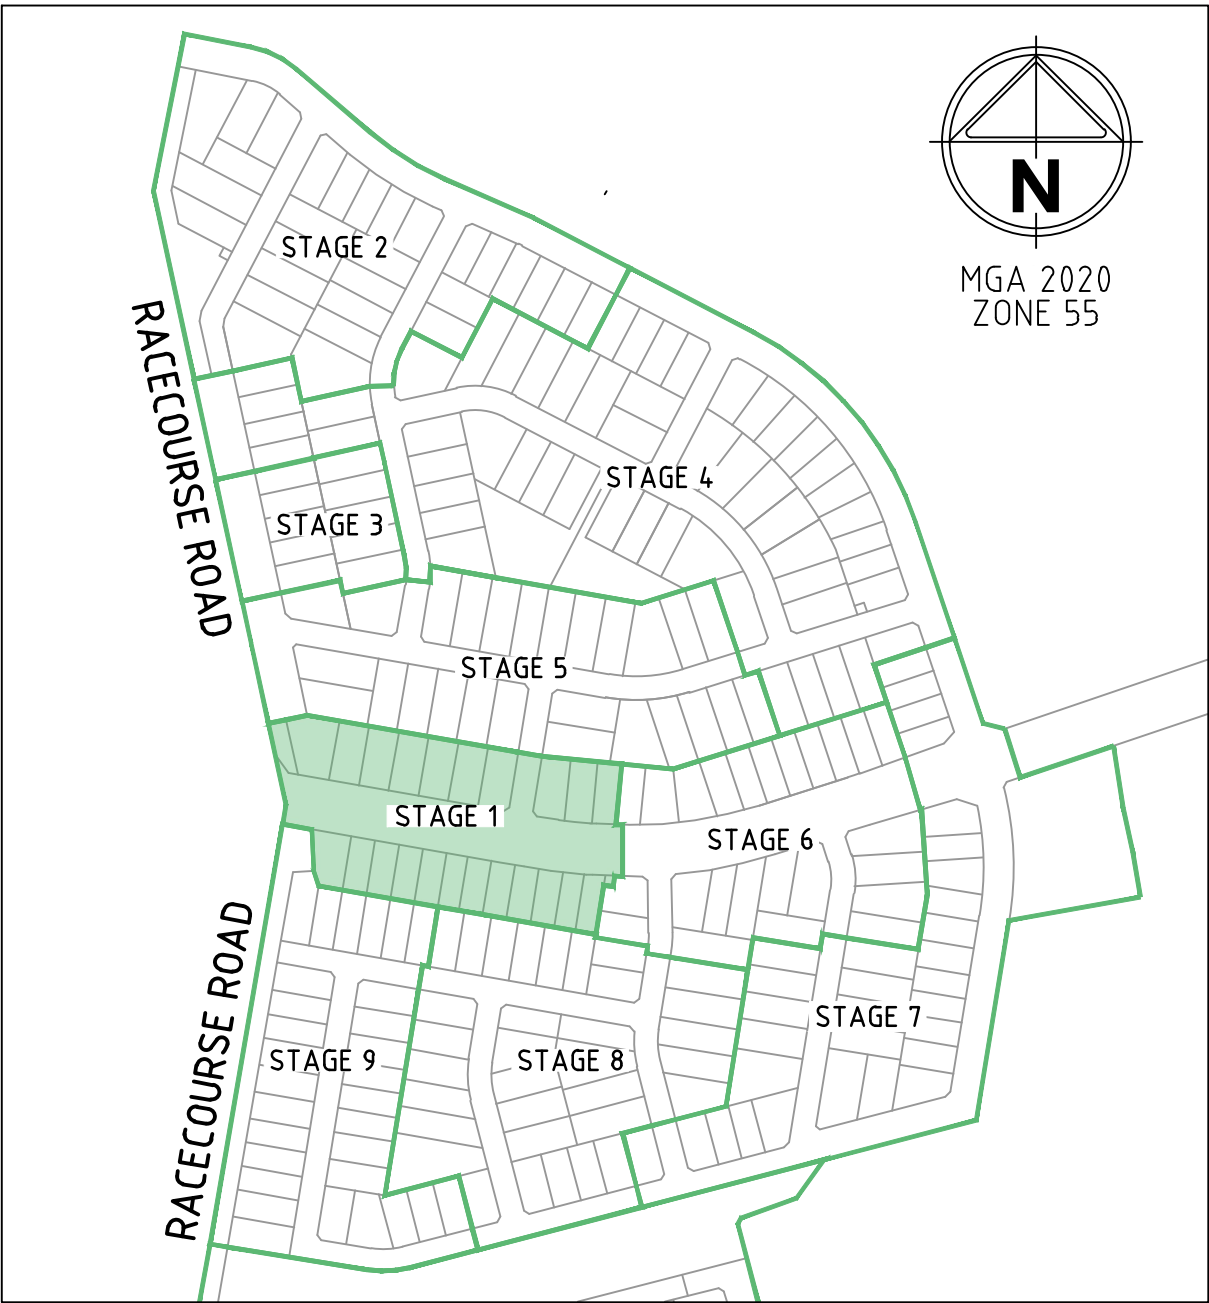 N
MGA 2020
ZONE 55
STAGE 2
RACECOURSE ROAD
STAGE 4
STAGE 3
STAGE 5
STAGE 1
STAGE 6
RACECOURSE ROAD
STAGE 7
STAGE 9
STAGE 8